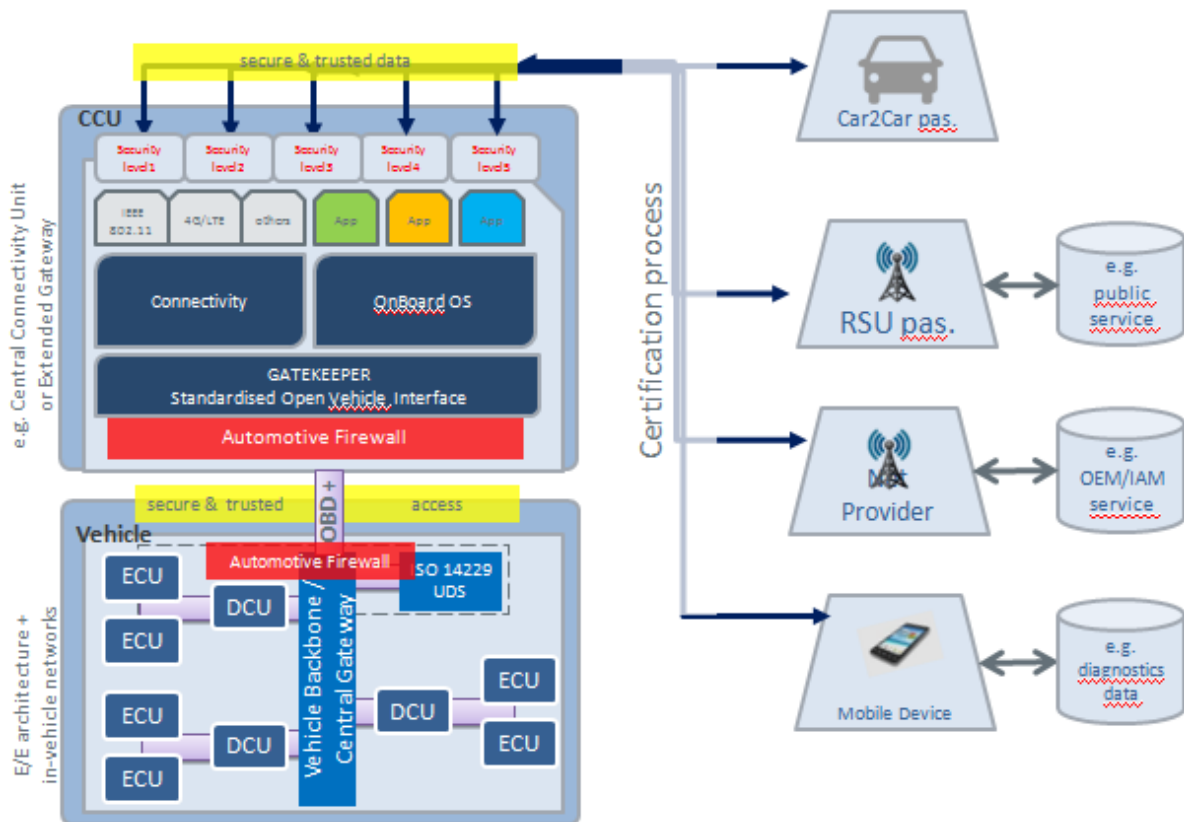 secure & trusted data
CCU
Security
level1
Security
level2
Security
level3
Security
level4
Security
level5
IEEE
802.11
4G/LTE
others
App
App
App
Connectivity
OnBoard OS
GATEKEEPER
Standardised Open Vehicle Interface
Automotive Firewall
e.g. Central Connectivity Unit
or Extended Gateway
secure & trusted
access
OBD +
Vehicle
Automotive Firewall
ISO 14229
UDS
ECU
DCU
ECU
Vehicle Backbone /
Central Gateway
ECU
DCU
ECU
ECU
DCU
ECU
E/E architecture +
in-vehicle networks
Certification process
Car2Car pas.
RSU pas.
e.g.
public
service
Provider
e.g.
OEM/IAM
service
Mobile Device
e.g.
diagnostics
data